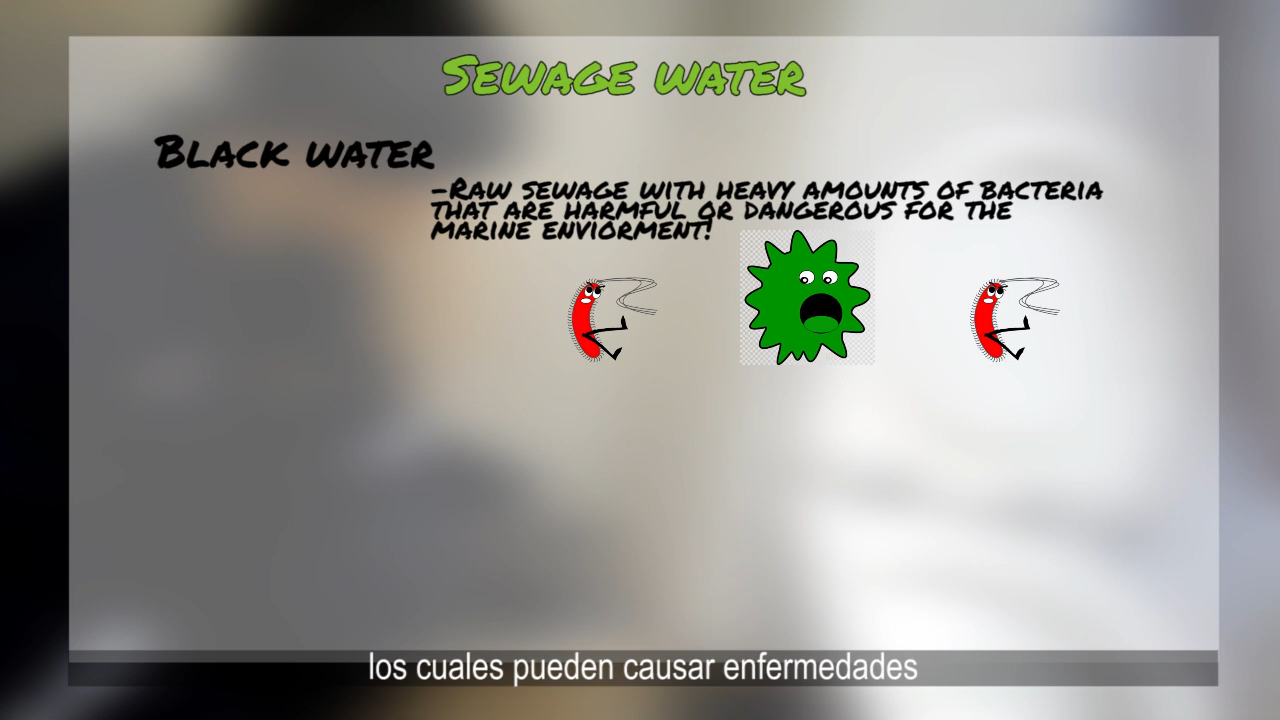 Sewage water
Black water
-Raw sewage with heavy amounts of bacteria
that are harmful or dangerous for the
marine enviorment!
los cuales pueden causar enfermedades